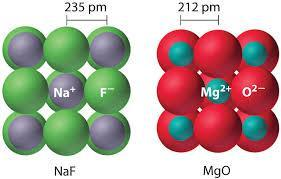 235 pm
212 pm
Na⁺
F⁻
Mg²⁺
O²⁻
NaF
MgO